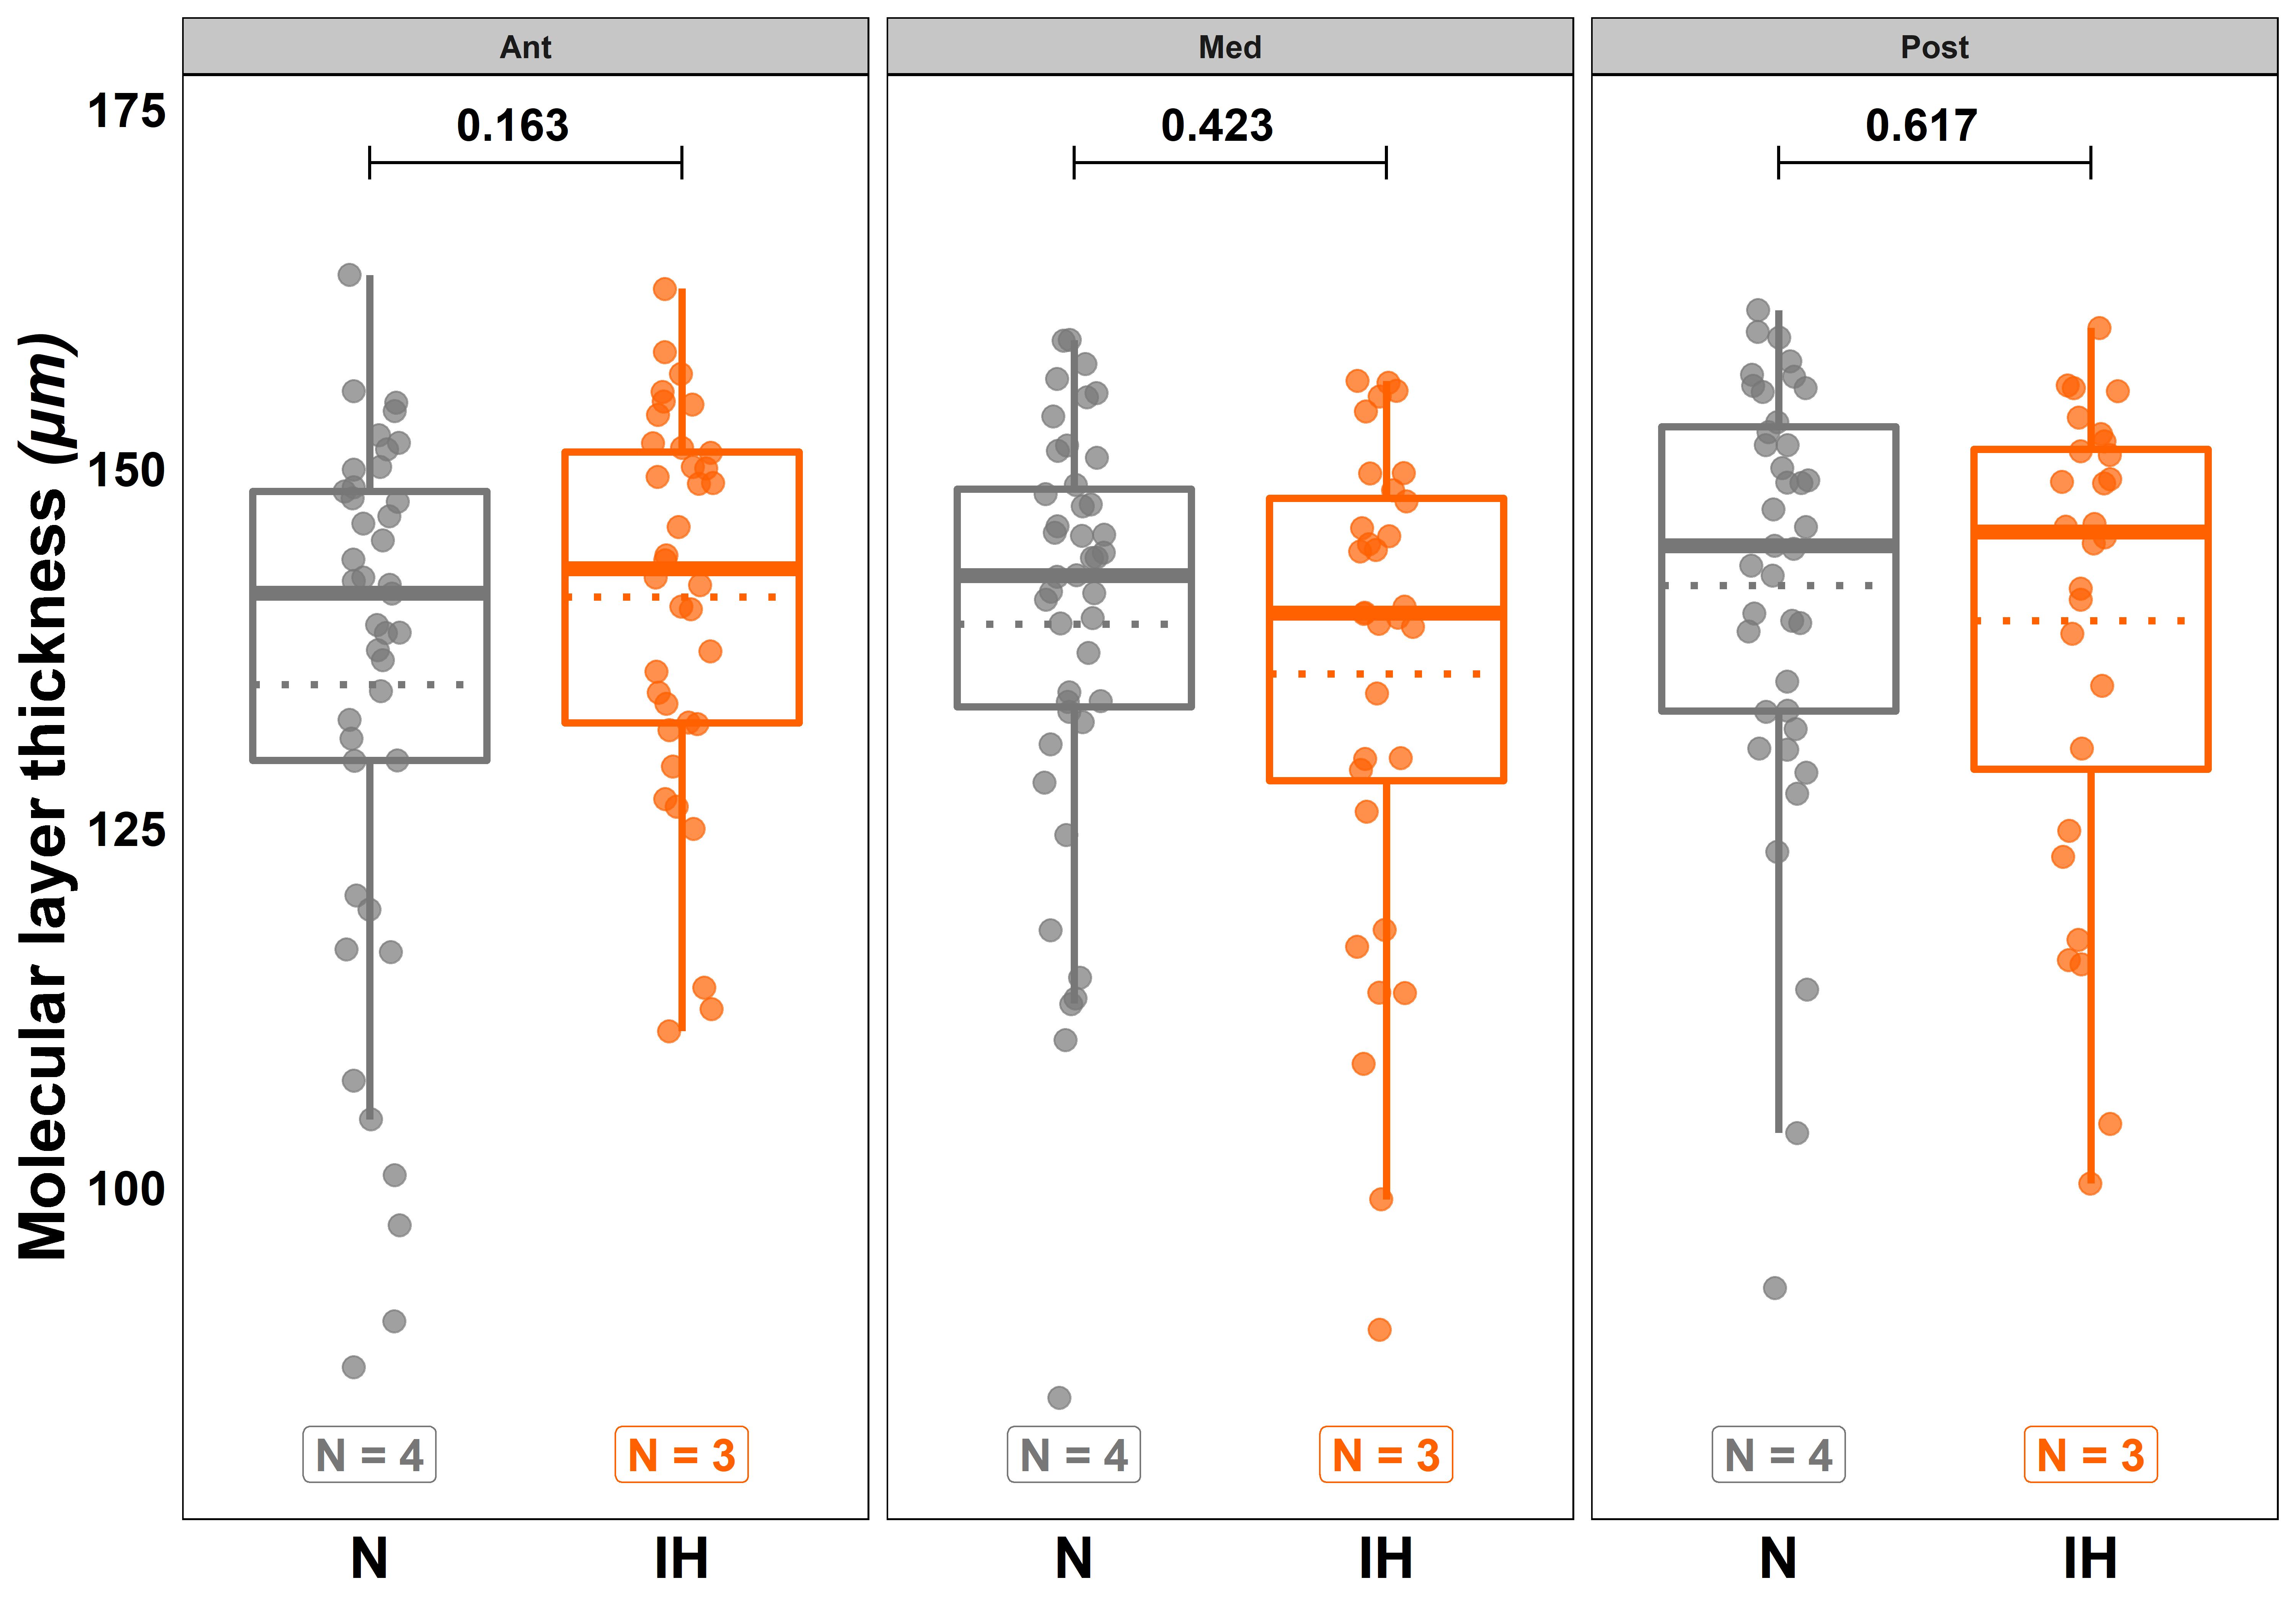 Ant Med Post
175
150
125
100
Molecular layer thickness (μm)
0.163 0.423 0.617
N = 4 N = 3 N = 4 N = 3 N = 4 N = 3
N IH N IH N IH